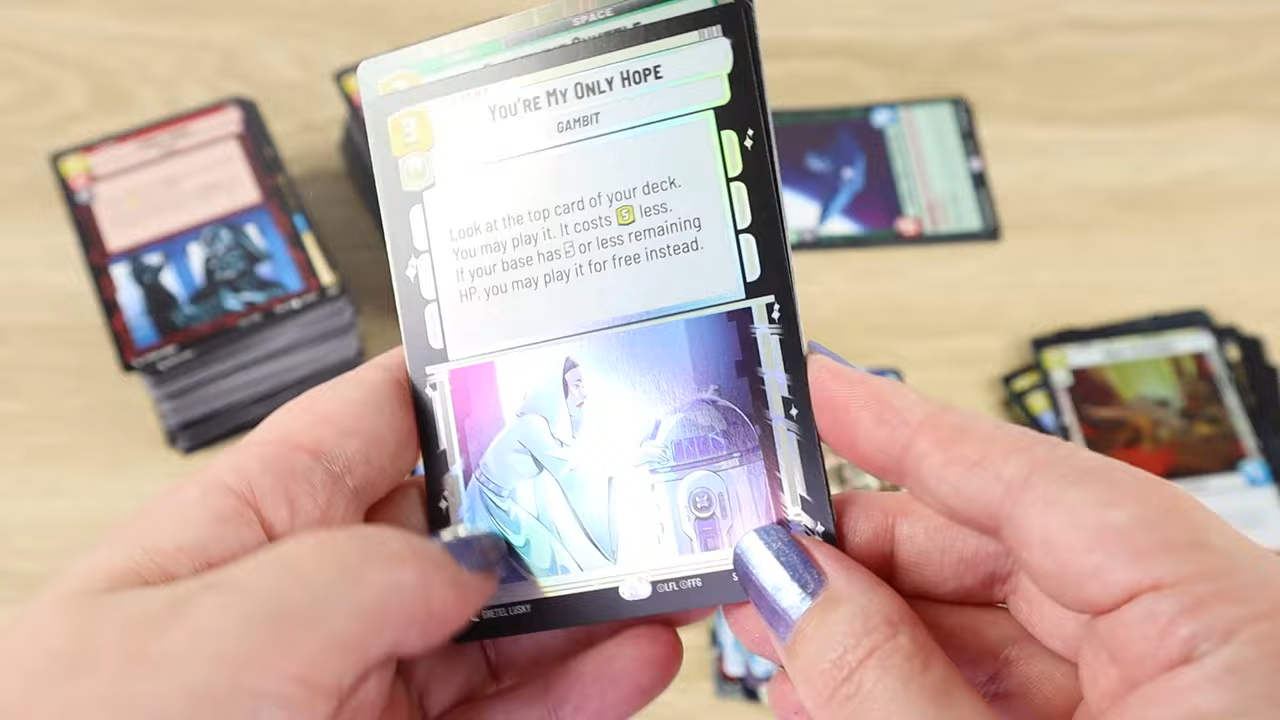 SPACE
YOU'RE MY ONLY HOPE
3
GAMBIT
Look at the top card of your deck.
You may play it. It costs 5 less.
If your base has 5 or less remaining
HP, you may play it for free instead.
GRETEL LUSKY
©LFL ©FFG